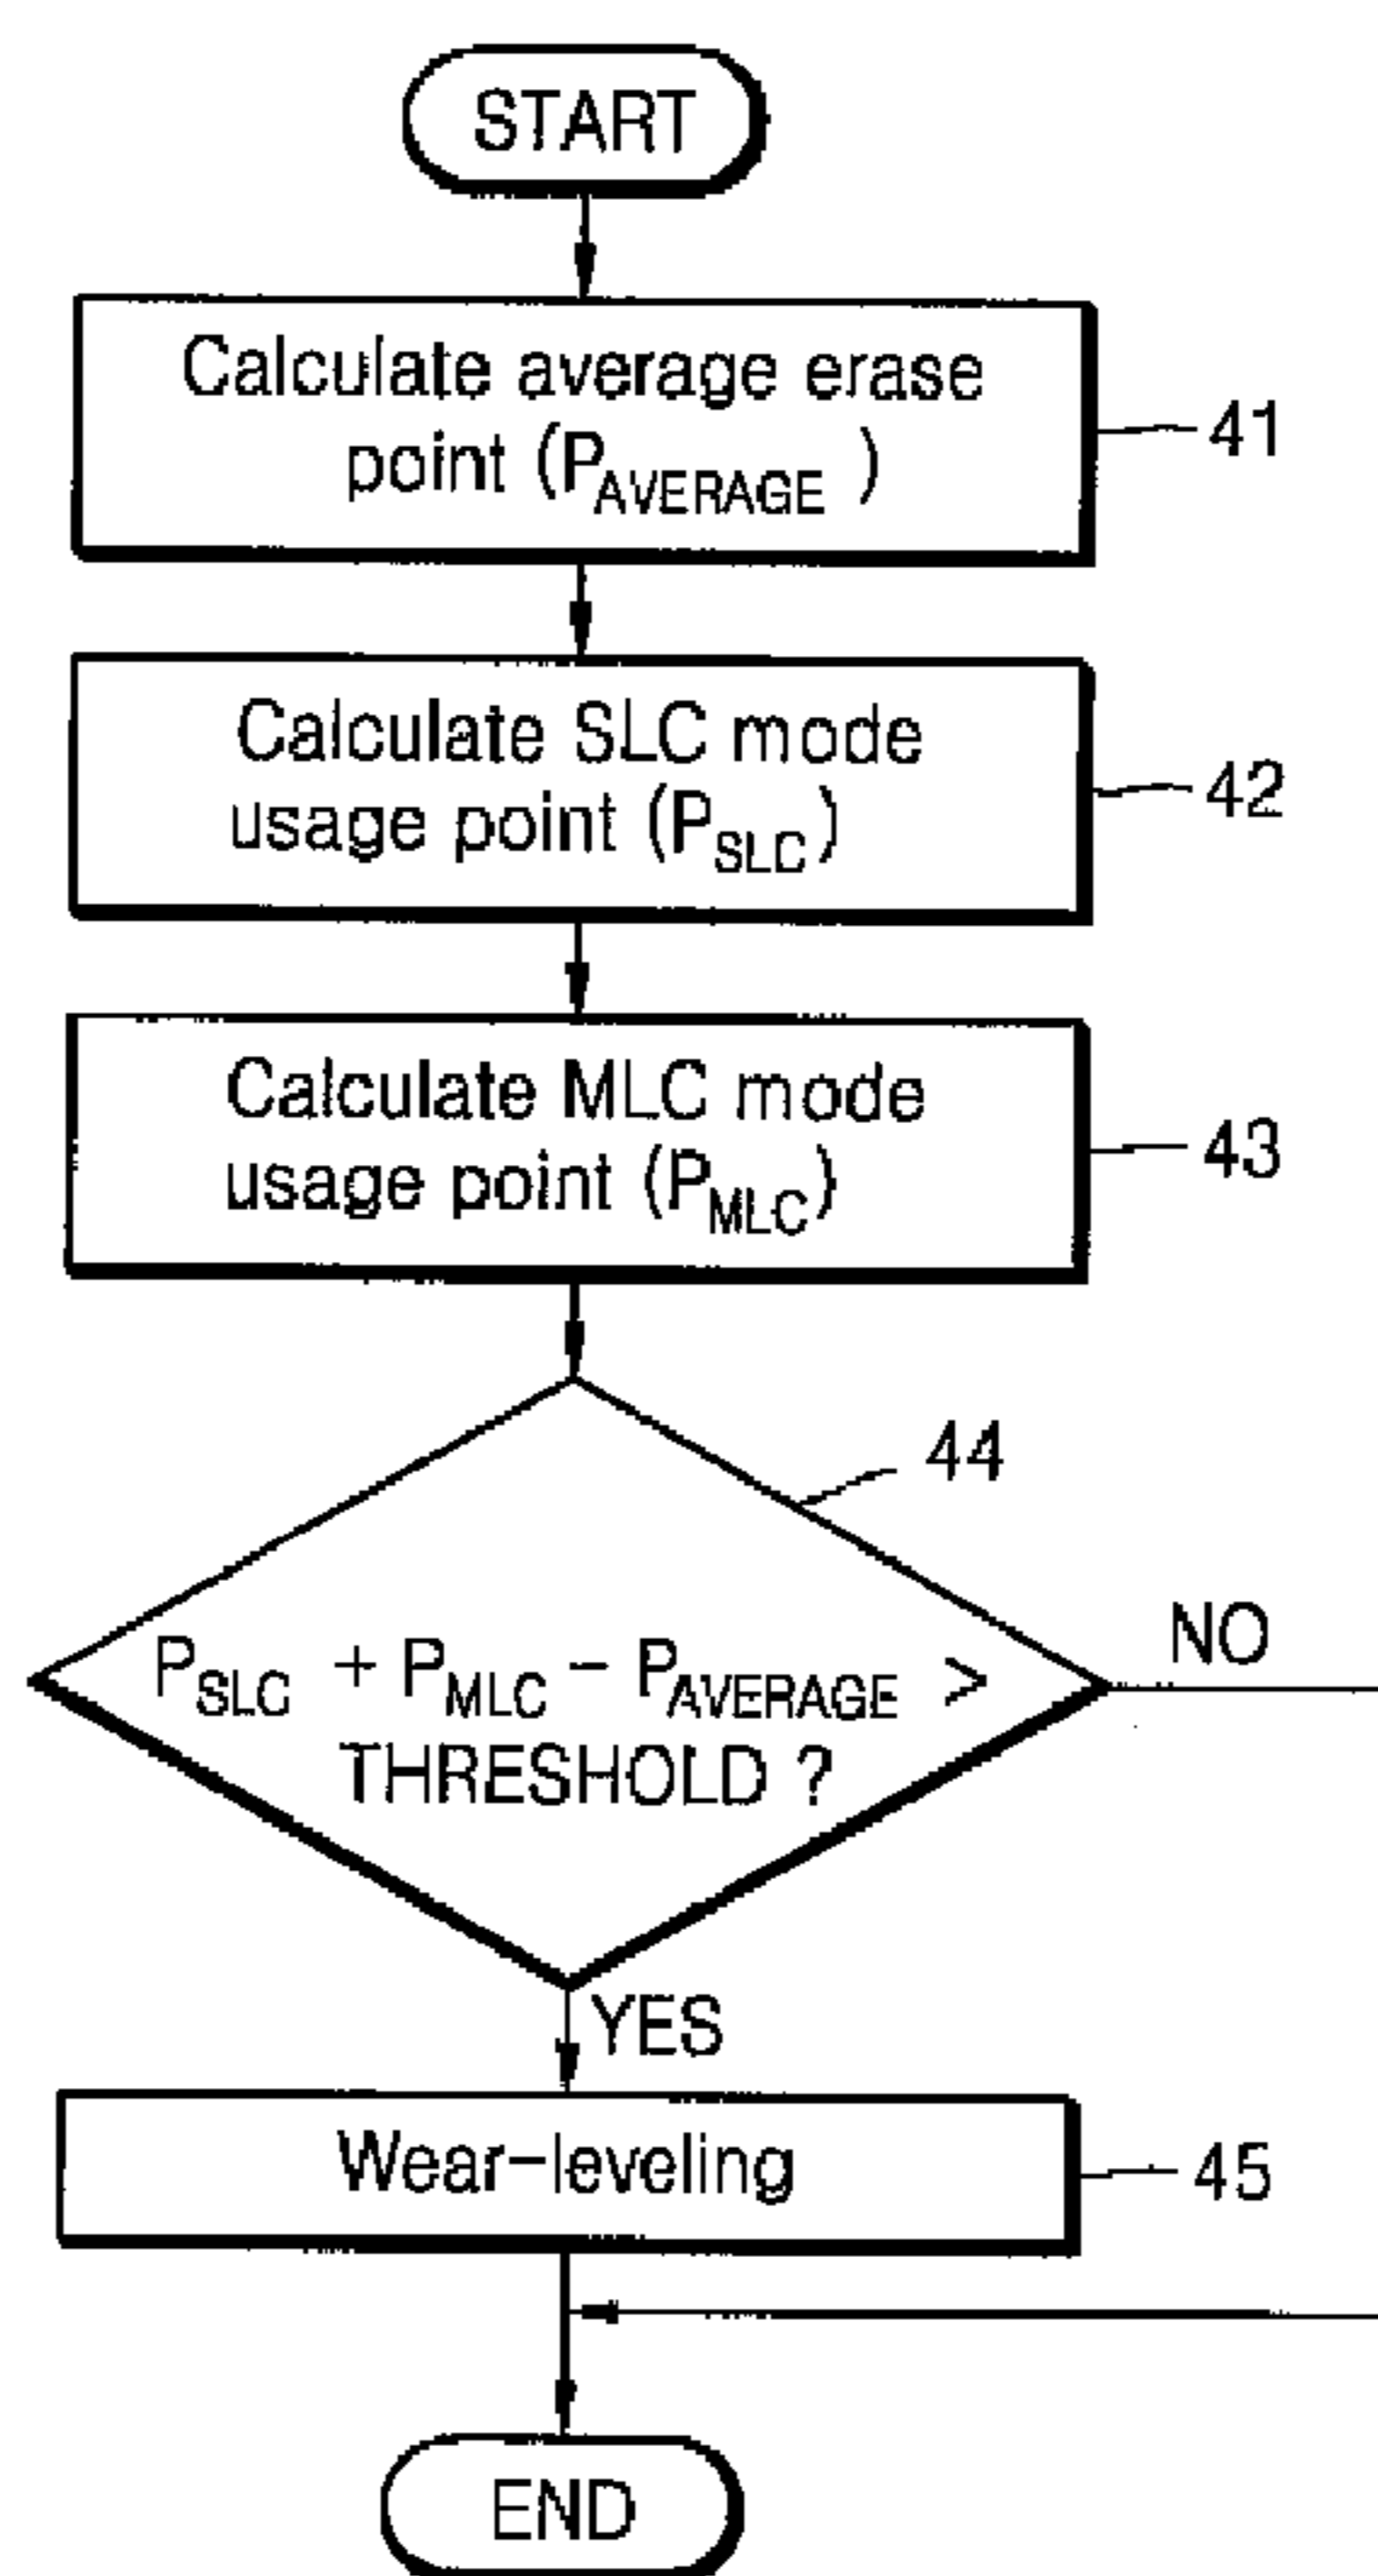 START
Calculate average erase
point (PAVERAGE )
41
Calculate SLC mode
usage point (PSLC)
42
Calculate MLC mode
usage point (PMLC)
43
44
PSLC + PMLC - PAVERAGE >
THRESHOLD ?
NO
YES
Wear-leveling
45
END